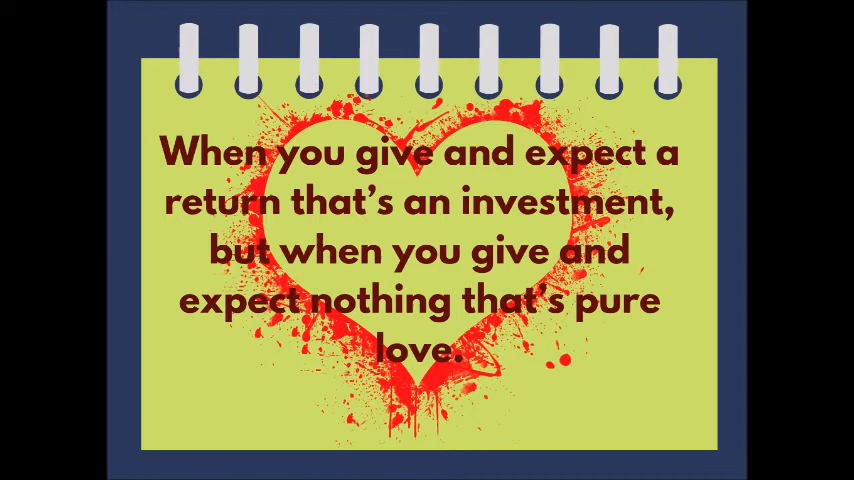 When you give and expect a
return that’s an investment,
but when you give and
expect nothing that’s pure
love.